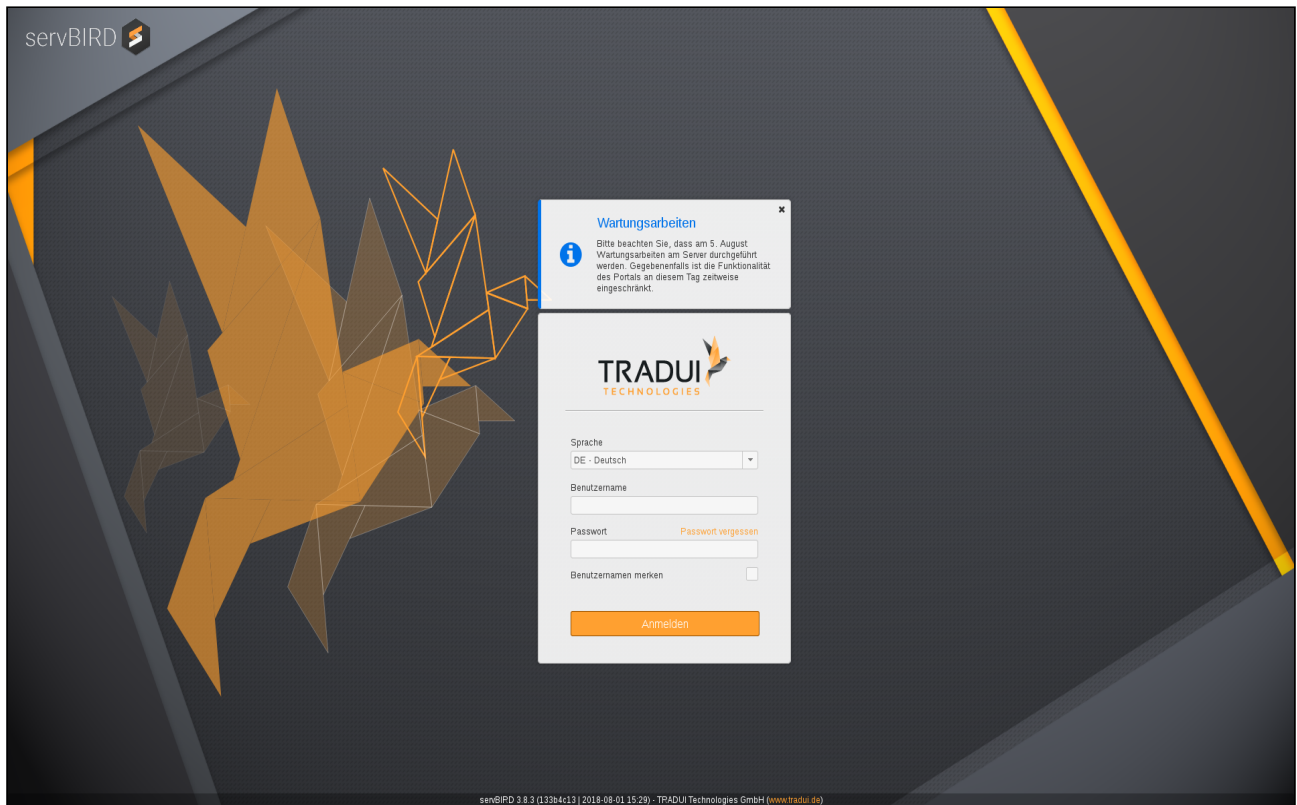 servBIRD
Wartungsarbeiten
Bitte beachten Sie, dass am 5. August
Wartungsarbeiten am Server durchgeführt
werden. Gegebenenfalls ist die Funktionalität
des Portals an diesem Tag zeitweise
eingeschränkt.
TRADUI
TECHNOLOGIES
Sprache
DE - Deutsch
Benutzername
Passwort Passwort vergessen
Benutzernamen merken
Anmelden
servBIRD 3.8.3 (133b4c13 | 2018-08-01 15:29) - TRADUI Technologies GmbH (www.tradui.de)